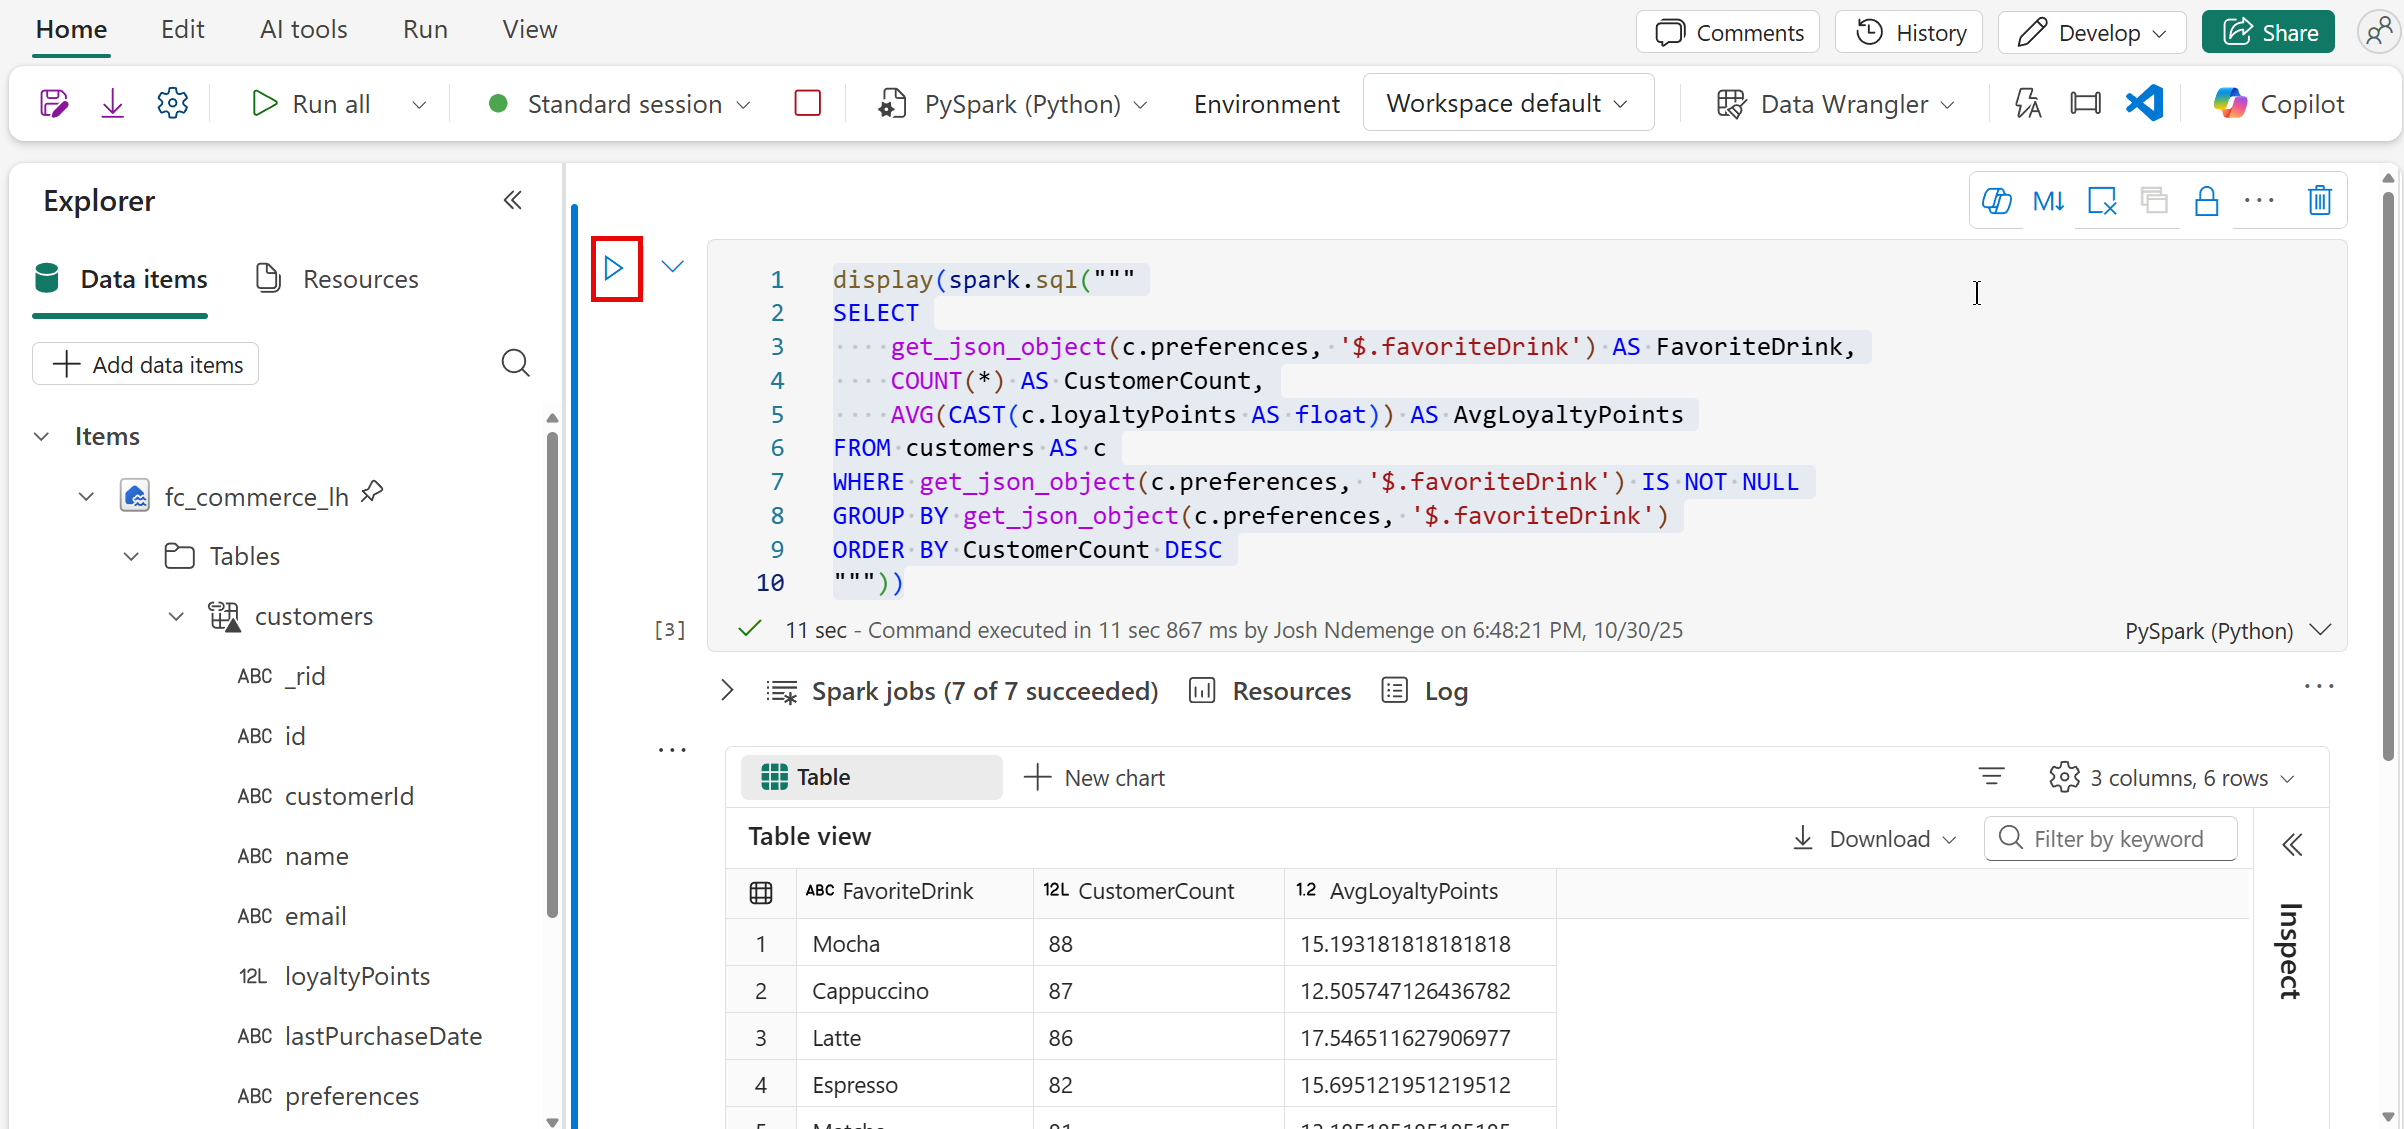 Home Edit AI tools Run View Comments History Develop Share
Run all Standard session PySpark (Python) Environment Workspace default Data Wrangler Copilot
Explorer
Data items Resources
Add data items
Items
fc_commerce_lh
Tables
customers
ABC _rid
ABC id
ABC customerId
ABC name
ABC email
12L loyaltyPoints
ABC lastPurchaseDate
ABC preferences
M↓
1 display(spark.sql("""
2 SELECT
3 get_json_object(c.preferences, '$.favoriteDrink') AS FavoriteDrink,
4 COUNT(*) AS CustomerCount,
5 AVG(CAST(c.loyaltyPoints AS float)) AS AvgLoyaltyPoints
6 FROM customers AS c
7 WHERE get_json_object(c.preferences, '$.favoriteDrink') IS NOT NULL
8 GROUP BY get_json_object(c.preferences, '$.favoriteDrink')
9 ORDER BY CustomerCount DESC
10 """))
[3] 11 sec - Command executed in 11 sec 867 ms by Josh Ndemenge on 6:48:21 PM, 10/30/25 PySpark (Python)
Spark jobs (7 of 7 succeeded) Resources Log
Table New chart 3 columns, 6 rows
Table view Download Filter by keyword
ABC FavoriteDrink 12L CustomerCount 1.2 AvgLoyaltyPoints
1 Mocha 88 15.193181818181818
2 Cappuccino 87 12.505747126436782
3 Latte 86 17.546511627906977
4 Espresso 82 15.695121951219512
Inspect